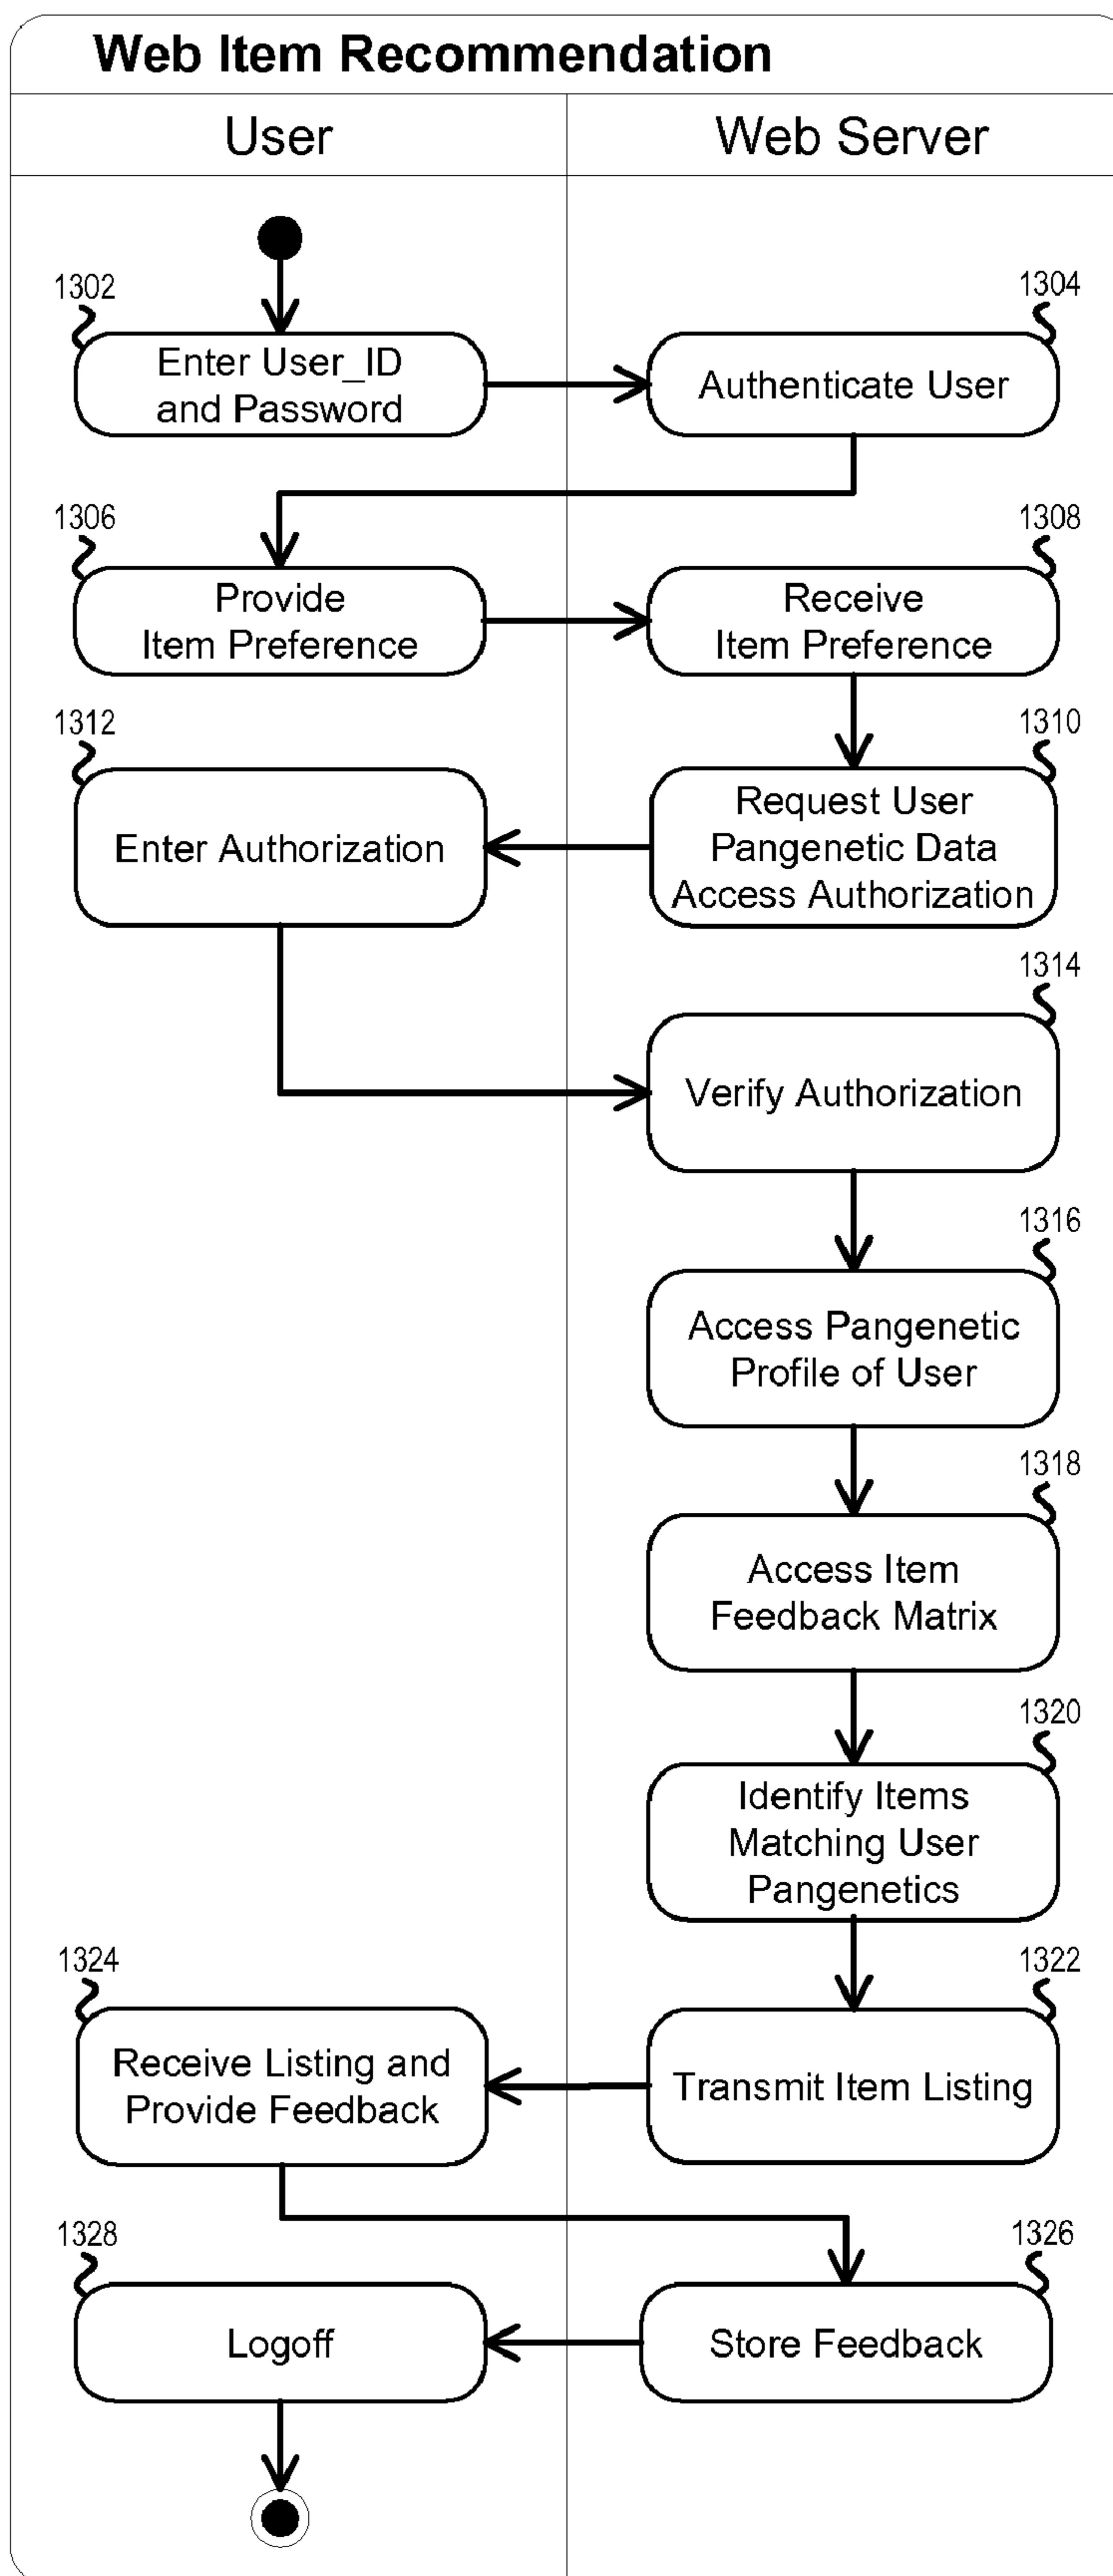 Web Item Recommendation
User
Web Server
1302
Enter User_ID
and Password
1304
Authenticate User
1306
Provide
Item Preference
1308
Receive
Item Preference
1312
Enter Authorization
1310
Request User
Pangenetic Data
Access Authorization
1314
Verify Authorization
1316
Access Pangenetic
Profile of User
1318
Access Item
Feedback Matrix
1320
Identify Items
Matching User
Pangenetics
1324
Receive Listing and
Provide Feedback
1322
Transmit Item Listing
1328
Logoff
1326
Store Feedback